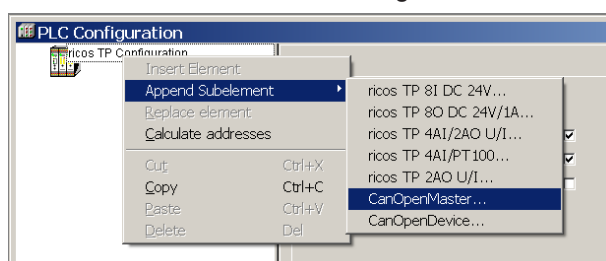 PLC Configuration
ricos TP Configuration
Insert Element
Append Subelement
Replace element
Calculate addresses
Cut Ctrl+X
Copy Ctrl+C
Paste Ctrl+V
Delete Del
ricos TP 8I DC 24V...
ricos TP 8O DC 24V/1A...
ricos TP 4AI/2AO U/I...
ricos TP 4AI/PT100...
ricos TP 2AO U/I...
CanOpenMaster...
CanOpenDevice...